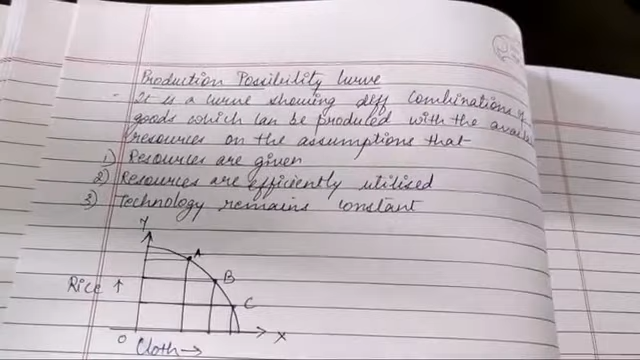 Production Possibility Curve
- It is a curve showing diff combinations of
goods which can be produced with the
resources on the assumptions that-
1) Resources are given
2) Resources are efficiently utilised
3) Technology remains constant
Y
A
B
Rice ↑
C
O
X
Cloth →